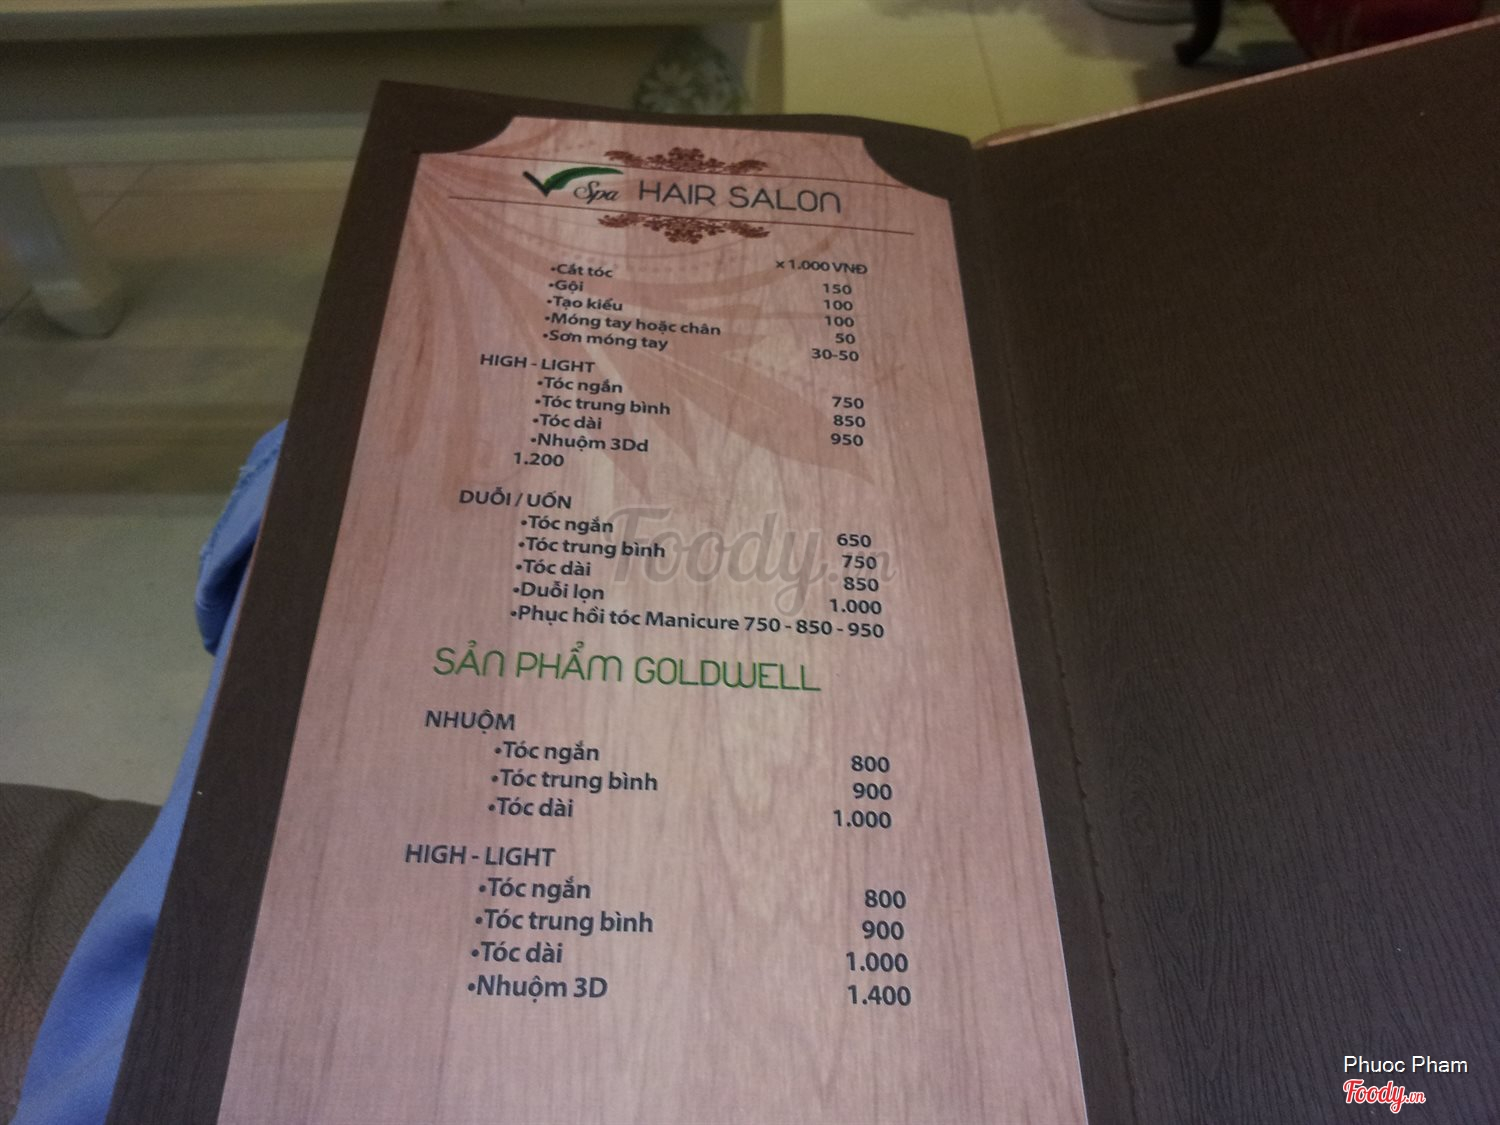 Spa HAIR SALON
x 1.000 VNĐ
•Cắt tóc 150
•Gội 100
•Tạo kiểu 100
•Móng tay hoặc chân 50
•Sơn móng tay 30-50
HIGH - LIGHT
•Tóc ngắn 750
•Tóc trung bình 850
•Tóc dài 950
•Nhuộm 3Dd
1.200
DUỖI / UỐN
•Tóc ngắn 650
•Tóc trung bình 750
•Tóc dài 850
•Duỗi lọn 1.000
•Phục hồi tóc Manicure 750 - 850 - 950
SẢN PHẨM GOLDWELL
NHUỘM
•Tóc ngắn 800
•Tóc trung bình 900
•Tóc dài 1.000
HIGH - LIGHT
•Tóc ngắn 800
•Tóc trung bình 900
•Tóc dài 1.000
•Nhuộm 3D 1.400
Foody.vn
Phuoc Pham
Foody.vn